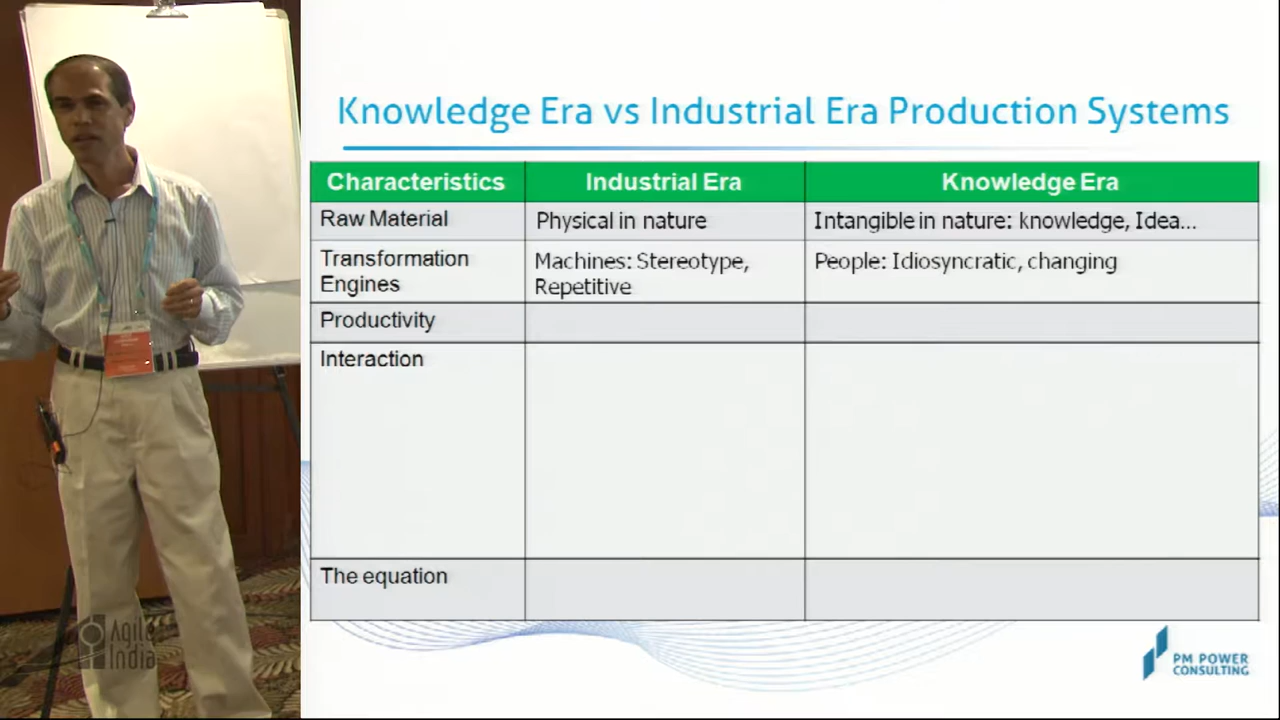 Knowledge Era vs Industrial Era Production Systems
Characteristics
Industrial Era
Knowledge Era
Raw Material
Physical in nature
Intangible in nature: knowledge, Idea...
Transformation
Engines
Machines: Stereotype,
Repetitive
People: Idiosyncratic, changing
Productivity
Interaction
The equation
Agile
India
PM POWER
CONSULTING